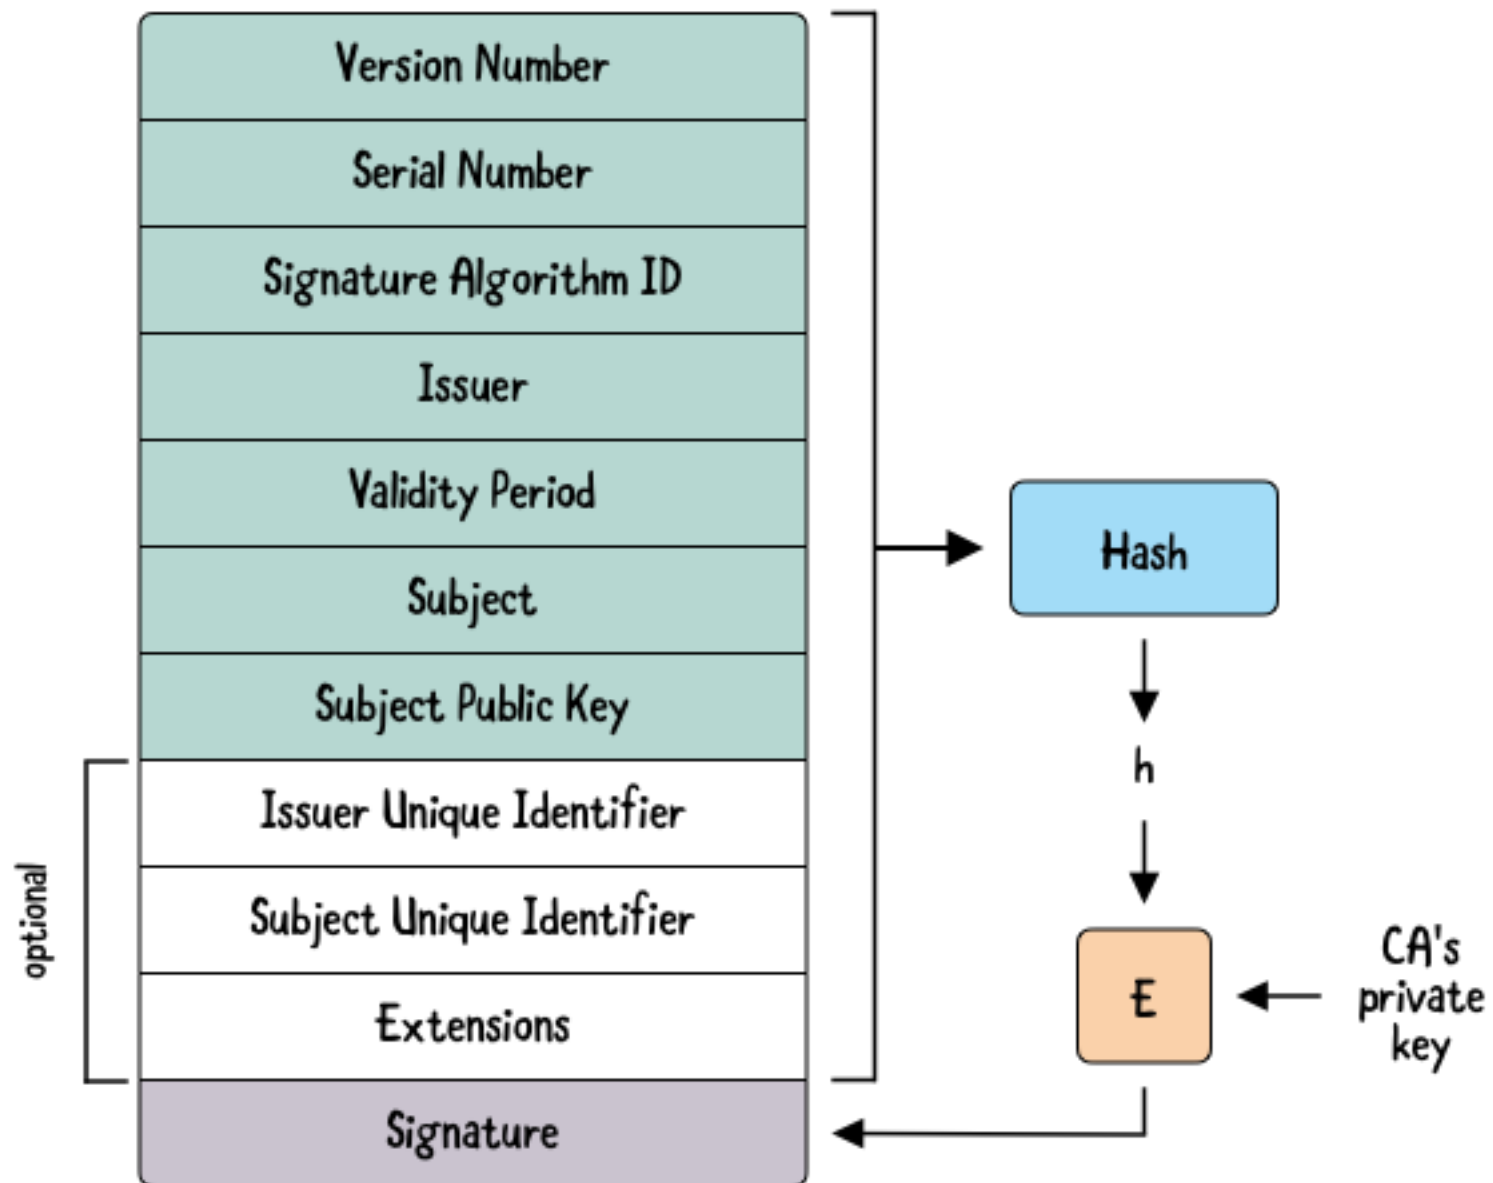 Version Number
Serial Number
Signature Algorithm ID
Issuer
Validity Period
Subject
Subject Public Key
optional
Issuer Unique Identifier
Subject Unique Identifier
Extensions
Signature
Hash
h
E
CA's
private
key